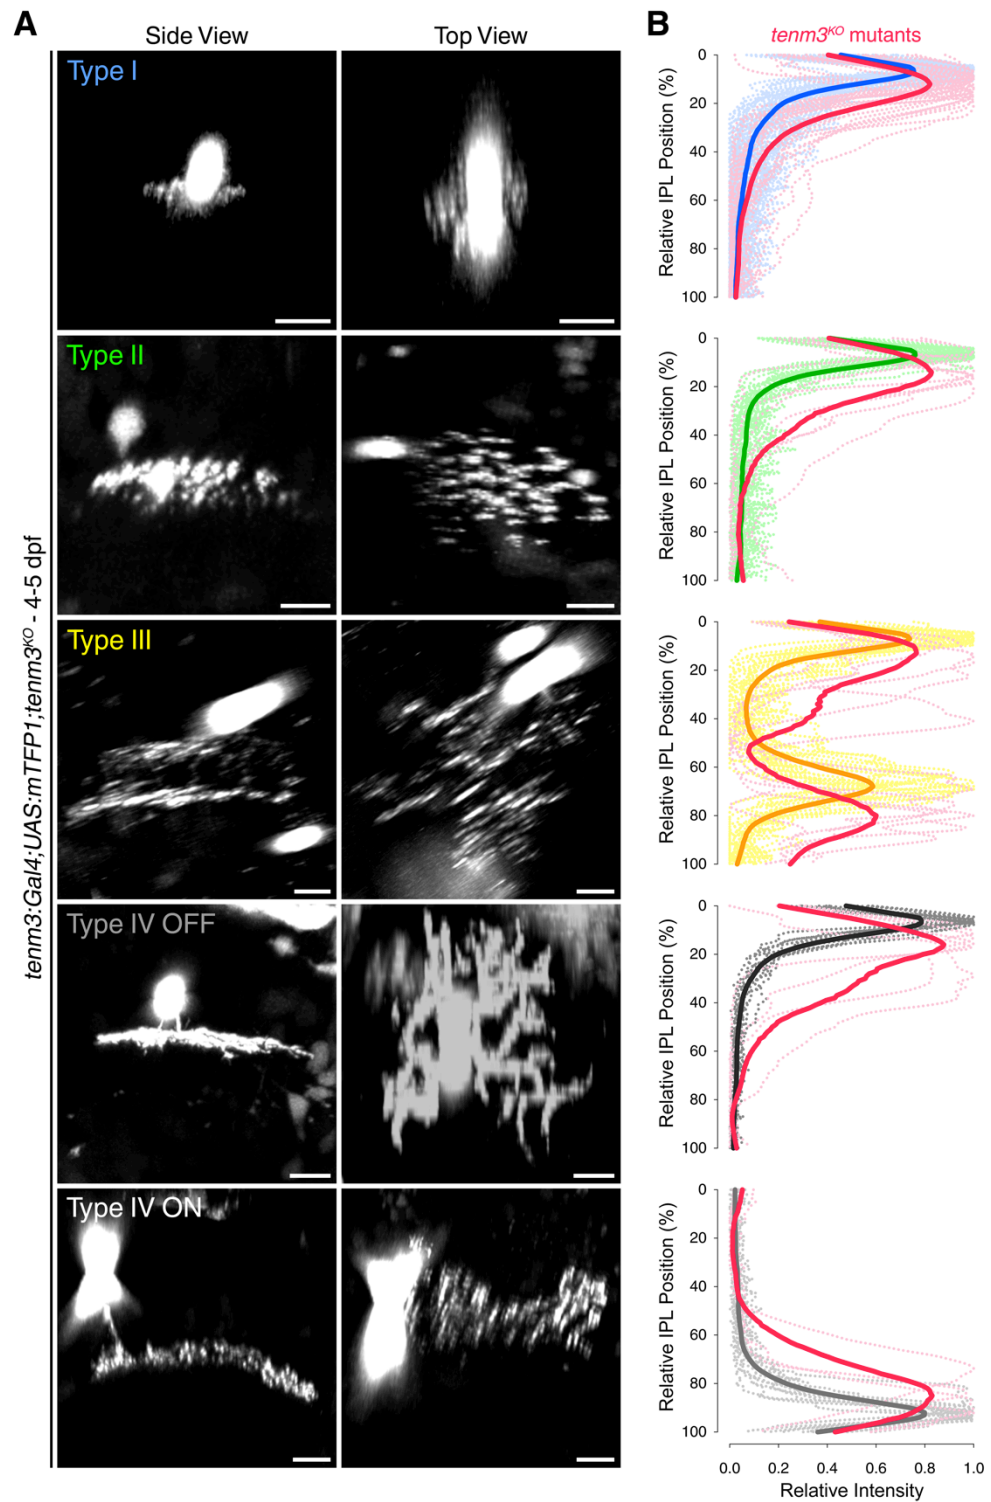 A
B
Side View
Top View
tenm3ᴷᴼ mutants
tenm3:Gal4;UAS:mTFP1;tenm3ᴷᴼ - 4-5 dpf
Type I
0
20
40
60
80
100
Relative IPL Position (%)
Type II
0
20
40
60
80
100
Relative IPL Position (%)
Type III
0
20
40
60
80
100
Relative IPL Position (%)
Type IV OFF
0
20
40
60
80
100
Relative IPL Position (%)
Type IV ON
0
20
40
60
80
100
Relative IPL Position (%)
0.0 0.2 0.4 0.6 0.8 1.0
Relative Intensity